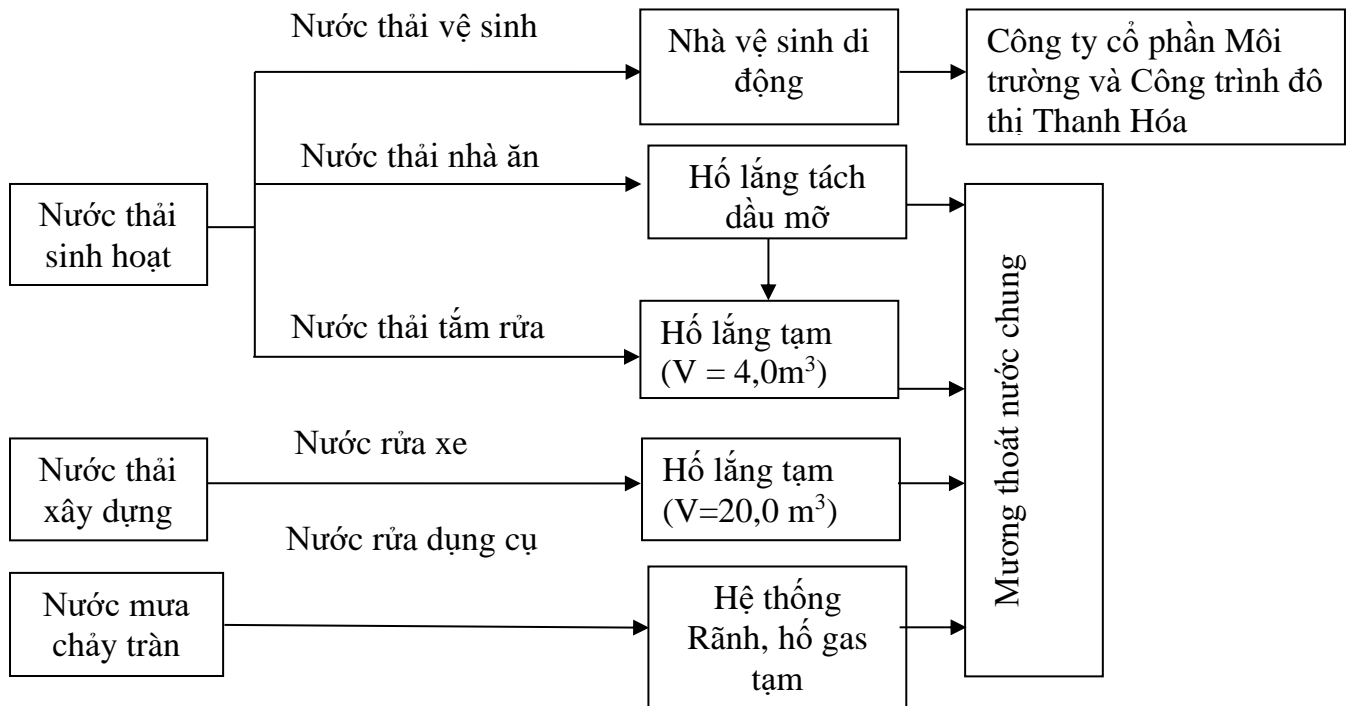 Nước thải vệ sinh
Nhà vệ sinh di
động
Công ty cổ phần Môi
trường và Công trình đô
thị Thanh Hóa
Nước thải nhà ăn
Hố lắng tách
dầu mỡ
Nước thải
sinh hoạt
Nước thải tắm rửa
Hố lắng tạm
(V = 4,0m³)
Mương thoát nước chung
Nước rửa xe
Nước thải
xây dựng
Hố lắng tạm
(V=20,0 m³)
Nước rửa dụng cụ
Nước mưa
chảy tràn
Hệ thống
Rãnh, hố gas
tạm